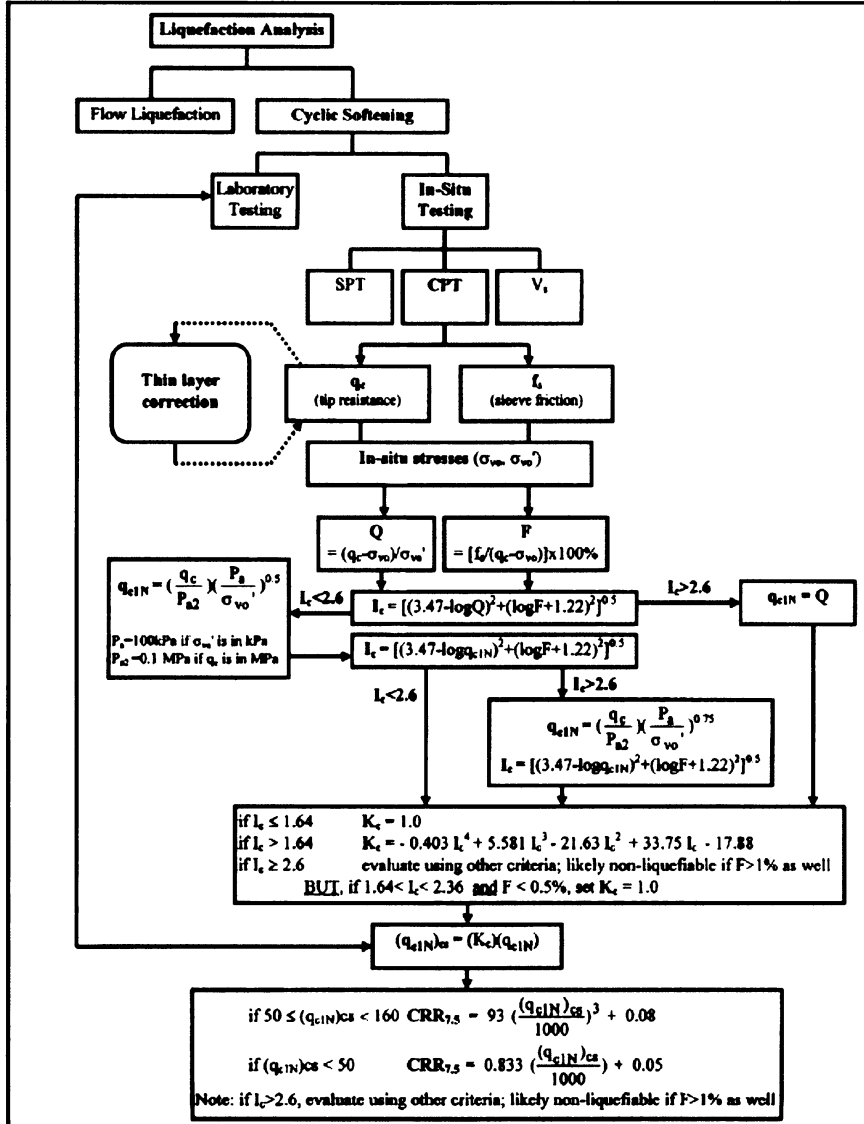 Liquefaction Analysis
Flow Liquefaction
Cyclic Softening
Laboratory
Testing
In-Situ
Testing
SPT
CPT
Vs
Thin layer
correction
qc
(tip resistance)
fs
(sleeve friction)
In-situ stresses (σvo, σvo')
Q
= (qc-σvo)/σvo'
F
= [fs/(qc-σvo)]x100%
qc1N = (qc/Pa2)(Pa/σvo')^0.5
Pa=100kPa if σvo' is in kPa
Pa2=0.1 MPa if qc is in MPa
Ic<2.6
Ic = [(3.47-logQ)²+(logF+1.22)²]^0.5
Ic>2.6
qc1N = Q
Ic = [(3.47-logqc1N)²+(logF+1.22)²]^0.5
Ic<2.6
Ic>2.6
qc1N = (qc/Pa2)(Pa/σvo')^0.75
Ic = [(3.47-logqc1N)²+(logF+1.22)²]^0.5
if Ic ≤ 1.64 Kc = 1.0
if Ic > 1.64 Kc = - 0.403 Ic⁴ + 5.581 Ic³ - 21.63 Ic² + 33.75 Ic - 17.88
if Ic ≥ 2.6 evaluate using other criteria; likely non-liquefiable if F>1% as well
BUT, if 1.64< Ic< 2.36 and F < 0.5%, set Kc = 1.0
(qc1N)cs = (Kc)(qc1N)
if 50 ≤ (qc1N)cs < 160 CRR7.5 = 93 ((qc1N)cs/1000)³ + 0.08
if (qc1N)cs < 50 CRR7.5 = 0.833 ((qc1N)cs/1000) + 0.05
Note: if Ic>2.6, evaluate using other criteria; likely non-liquefiable if F>1% as well